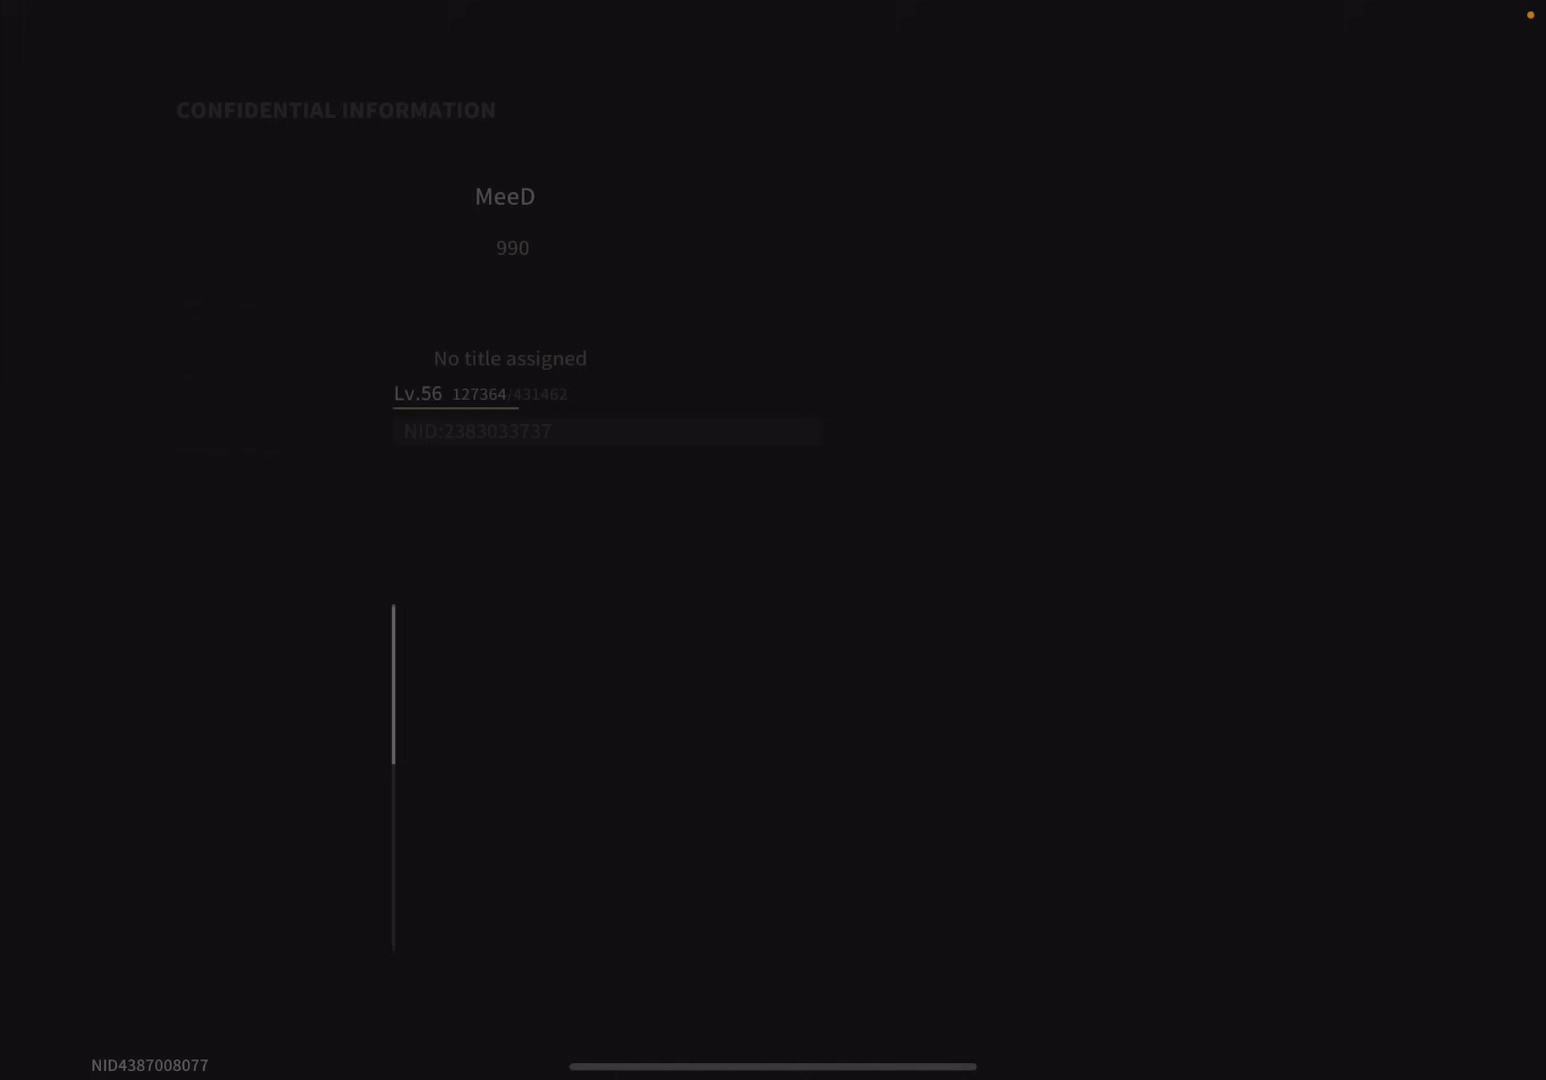 CONFIDENTIAL INFORMATION
MeeD
990
No title assigned
Lv.56 127364/431462
NID:2383033737
NID4387008077